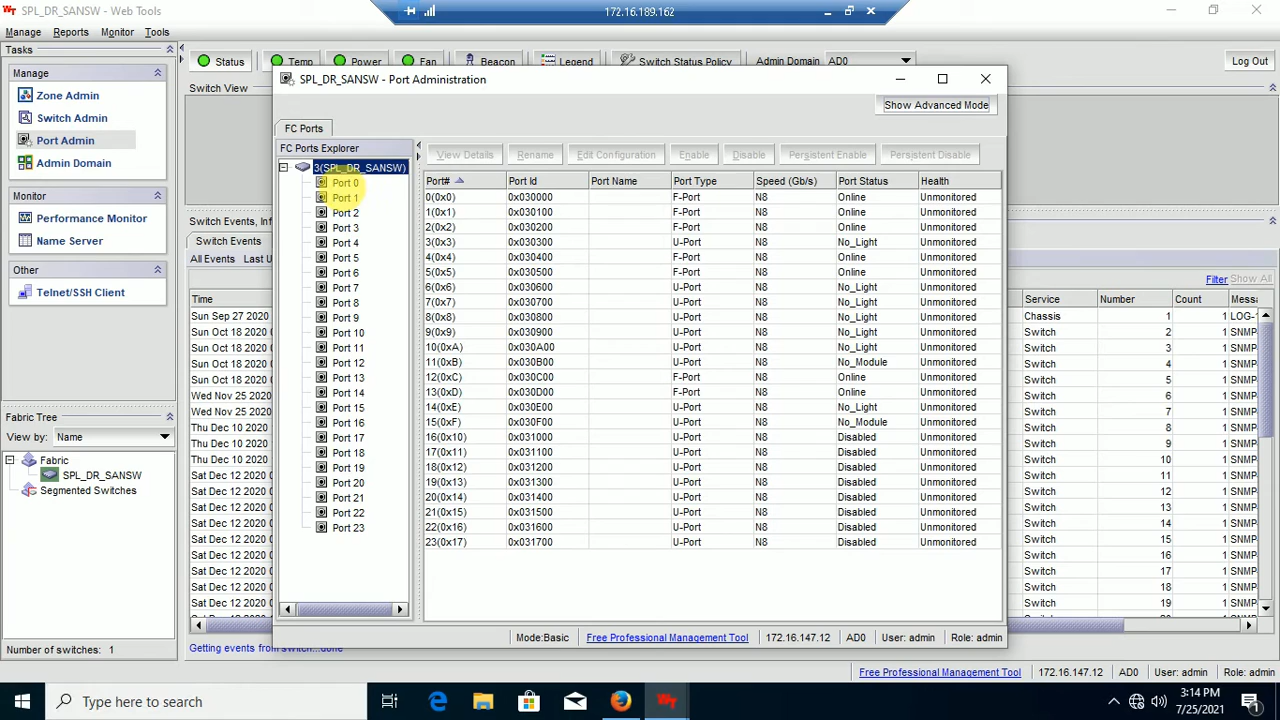 SPL_DR_SANSW - Web Tools
172.16.189.162
Manage Reports Monitor Tools
Tasks
Manage
Zone Admin
Switch Admin
Port Admin
Admin Domain
Monitor
Performance Monitor
Name Server
Other
Telnet/SSH Client
Fabric Tree
View by: Name
Fabric
SPL_DR_SANSW
Segmented Switches
Number of switches: 1
Status Temp Power Fan Beacon Legend Switch Status Policy Admin Domain AD0 Log Out
Switch View
Switch Events, Inf
Switch Events
All Events Last U
Filter Show All
Time Service Number Count Messa
Sun Sep 27 2020 Chassis 1 1 LOG-
Sun Oct 18 2020 Switch 2 1 SNMP
Sun Oct 18 2020 Switch 3 1 SNMP
Sun Oct 18 2020 Switch 4 1 SNMP
Sun Oct 18 2020 Switch 5 1 SNMP
Wed Nov 25 2020 Switch 6 1 SNMP
Wed Nov 25 2020 Switch 7 1 SNMP
Thu Dec 10 2020 Switch 8 1 SNMP
Thu Dec 10 2020 Switch 9 1 SNMP
Thu Dec 10 2020 Switch 10 1 SNMP
Sat Dec 12 2020 Switch 11 1 SNMP
Sat Dec 12 2020 Switch 12 1 SNMP
Sat Dec 12 2020 Switch 13 1 SNMP
Sat Dec 12 2020 Switch 14 1 SNMP
Sat Dec 12 2020 Switch 15 1 SNMP
Sat Dec 12 2020 Switch 16 1 SNMP
Sat Dec 12 2020 Switch 17 1 SNMP
Sat Dec 12 2020 Switch 18 1 SNMP
Sat Dec 12 2020 Switch 19 1 SNMP
Getting events from switch...done
Free Professional Management Tool 172.16.147.12 AD0 User: admin Role: admin
SPL_DR_SANSW - Port Administration
Show Advanced Mode
FC Ports
FC Ports Explorer
3(SPL_DR_SANSW)
Port 0
Port 1
Port 2
Port 3
Port 4
Port 5
Port 6
Port 7
Port 8
Port 9
Port 10
Port 11
Port 12
Port 13
Port 14
Port 15
Port 16
Port 17
Port 18
Port 19
Port 20
Port 21
Port 22
Port 23
View Details Rename Edit Configuration Enable Disable Persistent Enable Persistent Disable
Port# Port Id Port Name Port Type Speed (Gb/s) Port Status Health
0(0x0) 0x030000 F-Port N8 Online Unmonitored
1(0x1) 0x030100 F-Port N8 Online Unmonitored
2(0x2) 0x030200 F-Port N8 Online Unmonitored
3(0x3) 0x030300 U-Port N8 No_Light Unmonitored
4(0x4) 0x030400 F-Port N8 Online Unmonitored
5(0x5) 0x030500 F-Port N8 Online Unmonitored
6(0x6) 0x030600 U-Port N8 No_Light Unmonitored
7(0x7) 0x030700 U-Port N8 No_Light Unmonitored
8(0x8) 0x030800 U-Port N8 No_Light Unmonitored
9(0x9) 0x030900 U-Port N8 No_Light Unmonitored
10(0xA) 0x030A00 U-Port N8 No_Light Unmonitored
11(0xB) 0x030B00 U-Port N8 No_Module Unmonitored
12(0xC) 0x030C00 F-Port N8 Online Unmonitored
13(0xD) 0x030D00 F-Port N8 Online Unmonitored
14(0xE) 0x030E00 U-Port N8 No_Light Unmonitored
15(0xF) 0x030F00 U-Port N8 No_Module Unmonitored
16(0x10) 0x031000 U-Port N8 Disabled Unmonitored
17(0x11) 0x031100 U-Port N8 Disabled Unmonitored
18(0x12) 0x031200 U-Port N8 Disabled Unmonitored
19(0x13) 0x031300 U-Port N8 Disabled Unmonitored
20(0x14) 0x031400 U-Port N8 Disabled Unmonitored
21(0x15) 0x031500 U-Port N8 Disabled Unmonitored
22(0x16) 0x031600 U-Port N8 Disabled Unmonitored
23(0x17) 0x031700 U-Port N8 Disabled Unmonitored
Mode:Basic Free Professional Management Tool 172.16.147.12 AD0 User: admin Role: admin
Type here to search
3:14 PM
7/25/2021
1